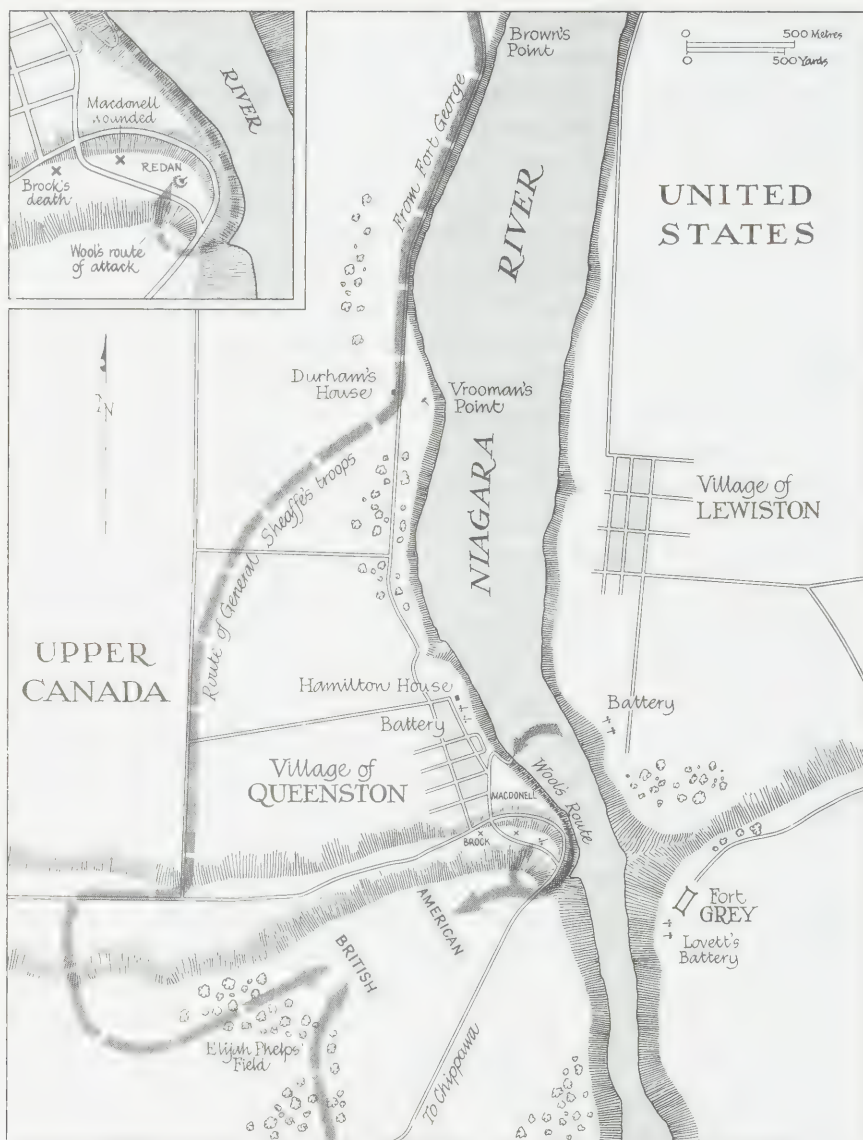 RIVER
Macdonell
wounded
REDAN
Brock's
death
Wool's route
of attack
N
Brown's
Point
0 500 Metres
0 500 Yards
From Fort George
RIVER
UNITED
STATES
Durham's
House
Vrooman's
Point
NIAGARA
Village of
LEWISTON
Route of General Sheaffe's troops
UPPER
CANADA
Hamilton House
Battery
Battery
Village of
QUEENSTON
Wool's Route
MACDONELL
BROCK
AMERICAN
Fort
GREY
Lovett's
Battery
BRITISH
Elijah Phelps'
Field
To Chippawa